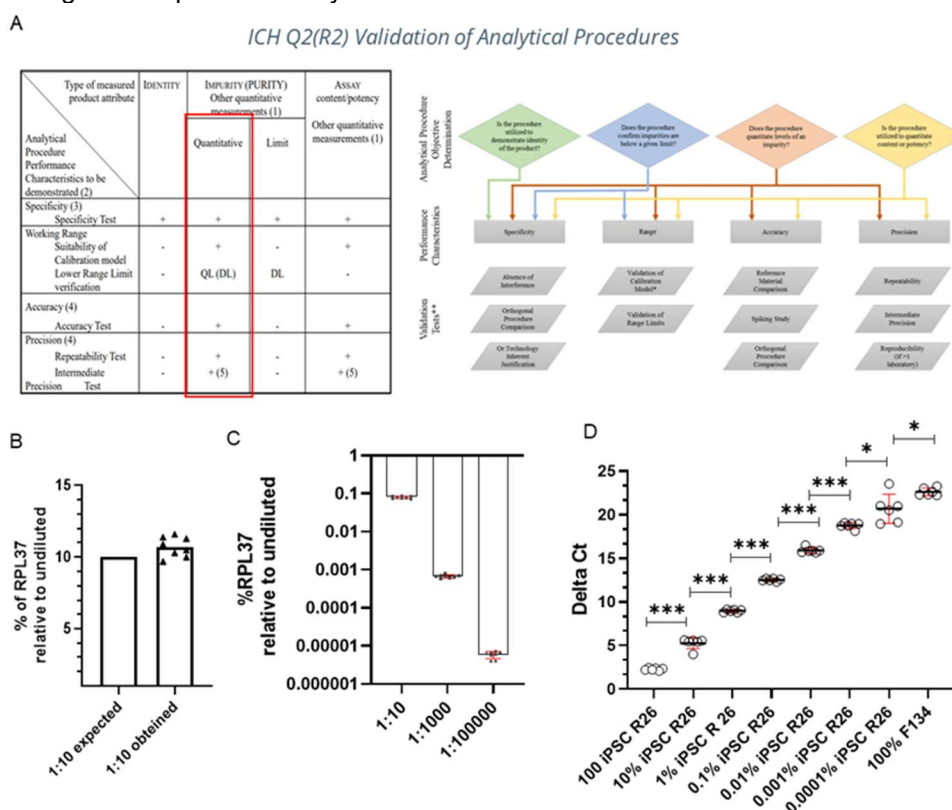 A
ICH Q2(R2) Validation of Analytical Procedures
Type of measured
product attribute
IDENTITY
IMPURITY (PURITY)
Other quantitative
measurements (1)
ASSAY
content/potency
Other quantitative
measurements (1)
Quantitative
Limit
Analytical
Procedure
Performance
Characteristics to be
demonstrated (2)
Specificity (3)
Specificity Test + + + +
Working Range
Suitability of
Calibration model - + - +
Lower Range Limit
verification - QL (DL) DL -
Accuracy (4)
Accuracy Test - + - +
Precision (4)
Repeatability Test - + - +
Intermediate - + (5) - + (5)
Precision Test
Analytical Procedure
Objective
Determination
Is the procedure
utilized to
demonstrate identity
of the product?
Does the procedure
confirm impurities are
below a given limit?
Does the procedure
quantify levels of an
impurity?
Is the procedure
utilized to quantify
content or potency?
Performance
Characteristics
Specificity
Range
Accuracy
Precision
Validation
Tests**
Absence of
Interference
Validation of
Calibration
Model*
Reference
Material
Comparison
Repeatability
Orthogonal
Procedure
Comparison
Validation of
Range Limits
Spiking Study
Intermediate
Precision
Or Technology
Inherent
Justification
Orthogonal
Procedure
Comparison
Reproducibility
(if >1
laboratory)
B
% of RPL37
relative to undiluted
15
10
5
1:10 expected
1:10 obteined
C
%RPL37
relative to undiluted
1
0.1
0.01
0.001
0.0001
0.00001
0.000001
1:10
1:1000
1:100000
D
Delta Ct
25
20
15
10
5
0
***
***
***
***
***
*
*
100 iPSC R26
10% iPSC R26
1% iPSC R 26
0.1% iPSC R26
0.01% iPSC R26
0.001% iPSC R26
0.0001% iPSC R26
100% F134